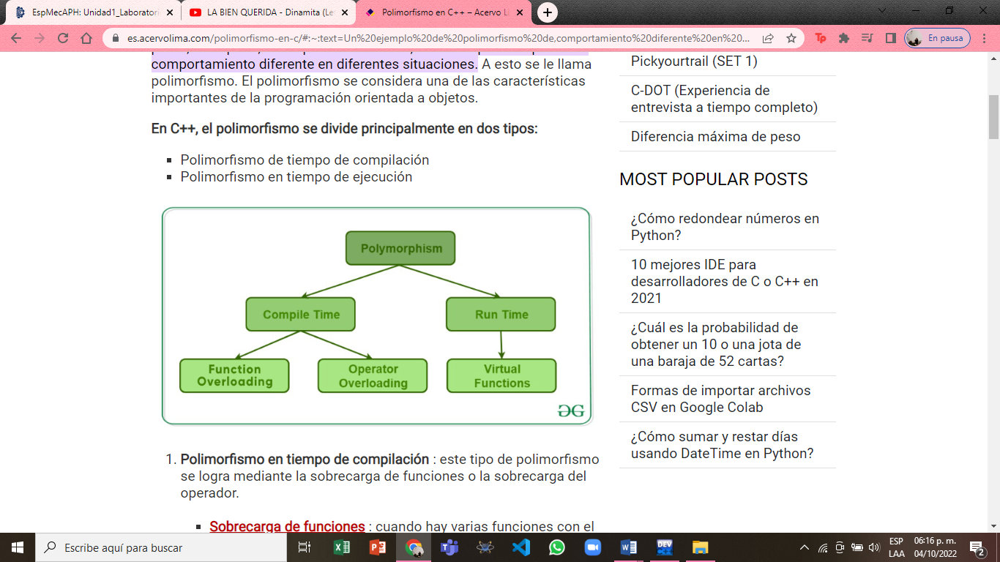 EspMecAPH: Unidad1_Laboratori
LA BIEN QUERIDA - Dinamita (Let
Polimorfismo en C++ – Acervo Li
es.acervolima.com/polimorfismo-en-c/#:~:text=Un%20ejemplo%20de%20polimorfismo%20de,comportamiento%20diferente%20en%20...
Tp
En pausa
comportamiento diferente en diferentes situaciones. A esto se le llama
polimorfismo. El polimorfismo se considera una de las características
importantes de la programación orientada a objetos.
En C++, el polimorfismo se divide principalmente en dos tipos:
Polimorfismo de tiempo de compilación
Polimorfismo en tiempo de ejecución
Polymorphism
Compile Time
Run Time
Function
Overloading
Operator
Overloading
Virtual
Functions
1. Polimorfismo en tiempo de compilación : este tipo de polimorfismo
se logra mediante la sobrecarga de funciones o la sobrecarga del
operador.
Sobrecarga de funciones : cuando hay varias funciones con el
Pickyourtrail (SET 1)
C-DOT (Experiencia de
entrevista a tiempo completo)
Diferencia máxima de peso
MOST POPULAR POSTS
¿Cómo redondear números en
Python?
10 mejores IDE para
desarrolladores de C o C++ en
2021
¿Cuál es la probabilidad de
obtener un 10 o una jota de
una baraja de 52 cartas?
Formas de importar archivos
CSV en Google Colab
¿Cómo sumar y restar días
usando DateTime en Python?
Escribe aquí para buscar
DEV
ESP
LAA
06:16 p. m.
04/10/2022
2